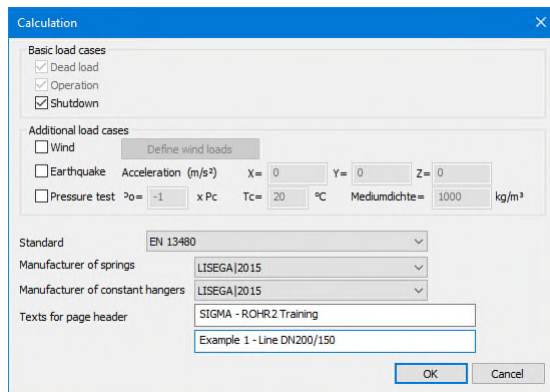 Calculation
Basic load cases
Dead load
Operation
Shutdown
Additional load cases
Wind Define wind loads
Earthquake Acceleration (m/s²) X= 0 Y= 0 Z= 0
Pressure test Po= -1 x Pc Tc= 20 °C Mediumdichte= 1000 kg/m³
Standard EN 13480
Manufacturer of springs LISEGA|2015
Manufacturer of constant hangers LISEGA|2015
Texts for page header SIGMA - ROHR2 Training
Example 1 - Line DN200/150
OK Cancel